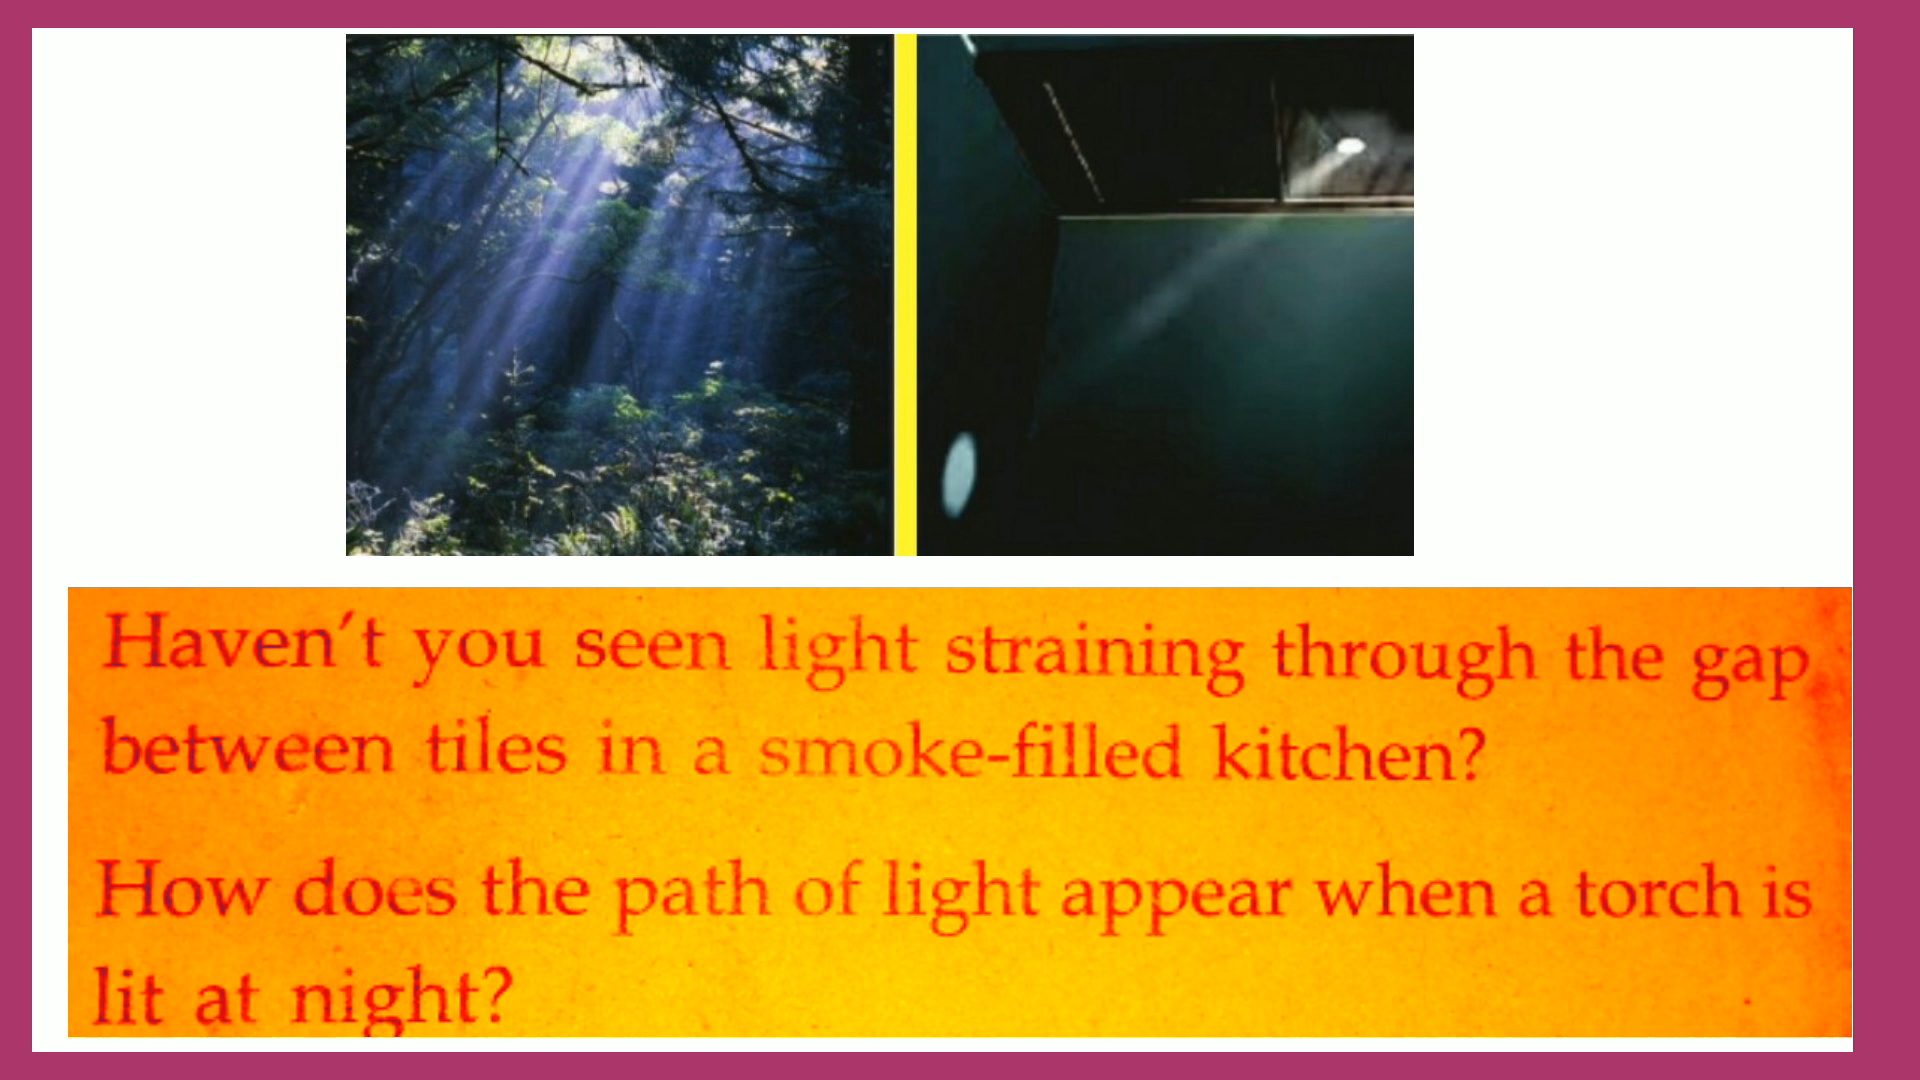 Haven't you seen light straining through the gap
between tiles in a smoke-filled kitchen?
How does the path of light appear when a torch is
lit at night?